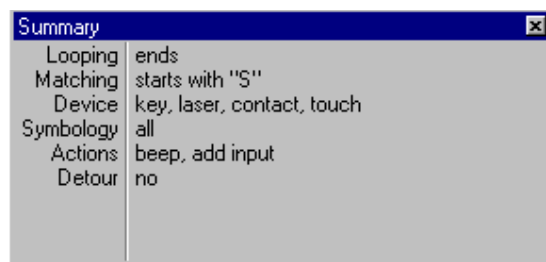 Summary
Looping ends
Matching starts with "S"
Device key, laser, contact, touch
Symbology all
Actions beep, add input
Detour no